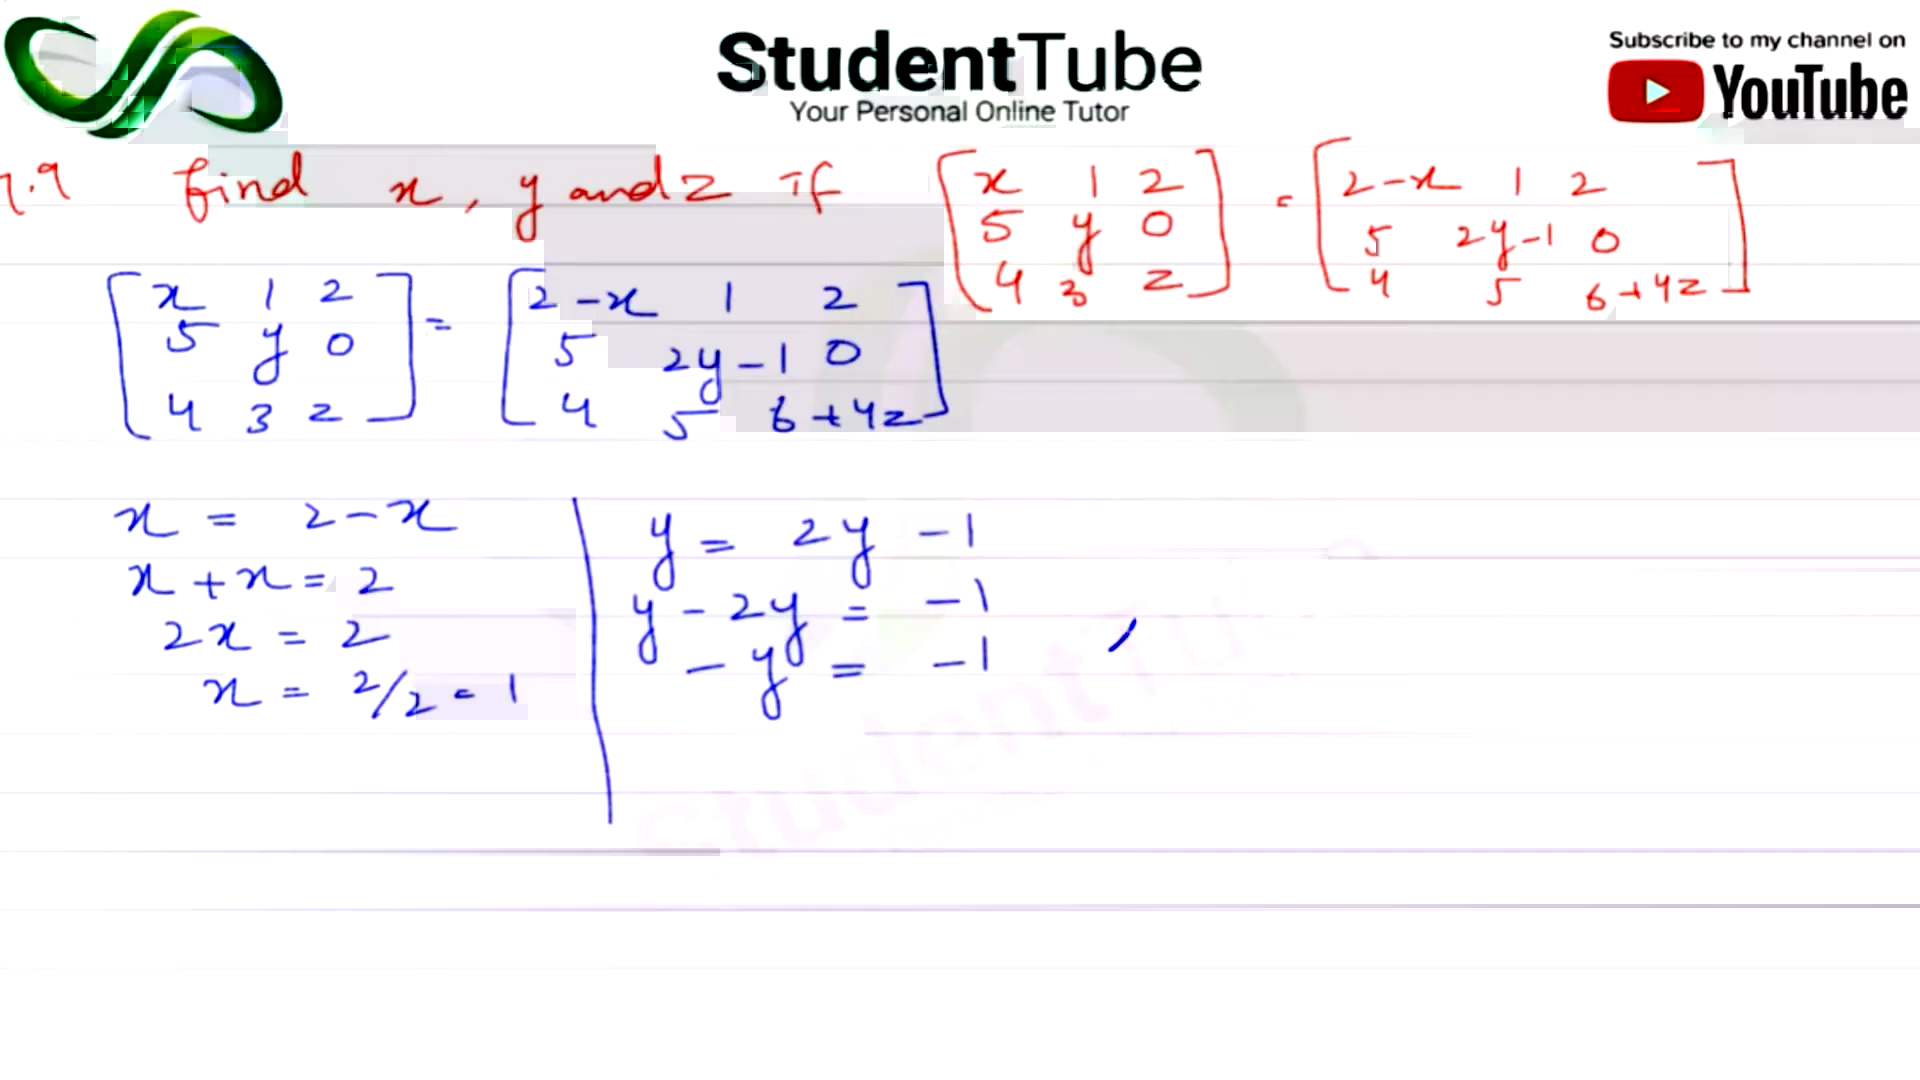 StudentTube
Your Personal Online Tutor
Subscribe to my channel on
YouTube
find x, y and z if [x 1 2 = [2-x 1 2
5 y 0 5 2y-1 0
4 3 z] 4 5 6+4z]
[x 1 2 = [2-x 1 2
5 y 0 5 2y-1 0
4 3 z] 4 5 6+4z]
x = 2-x
x+x = 2
2x = 2
x = 2/2 = 1
y = 2y -1
y - 2y = -1
-y = -1
StudentTube